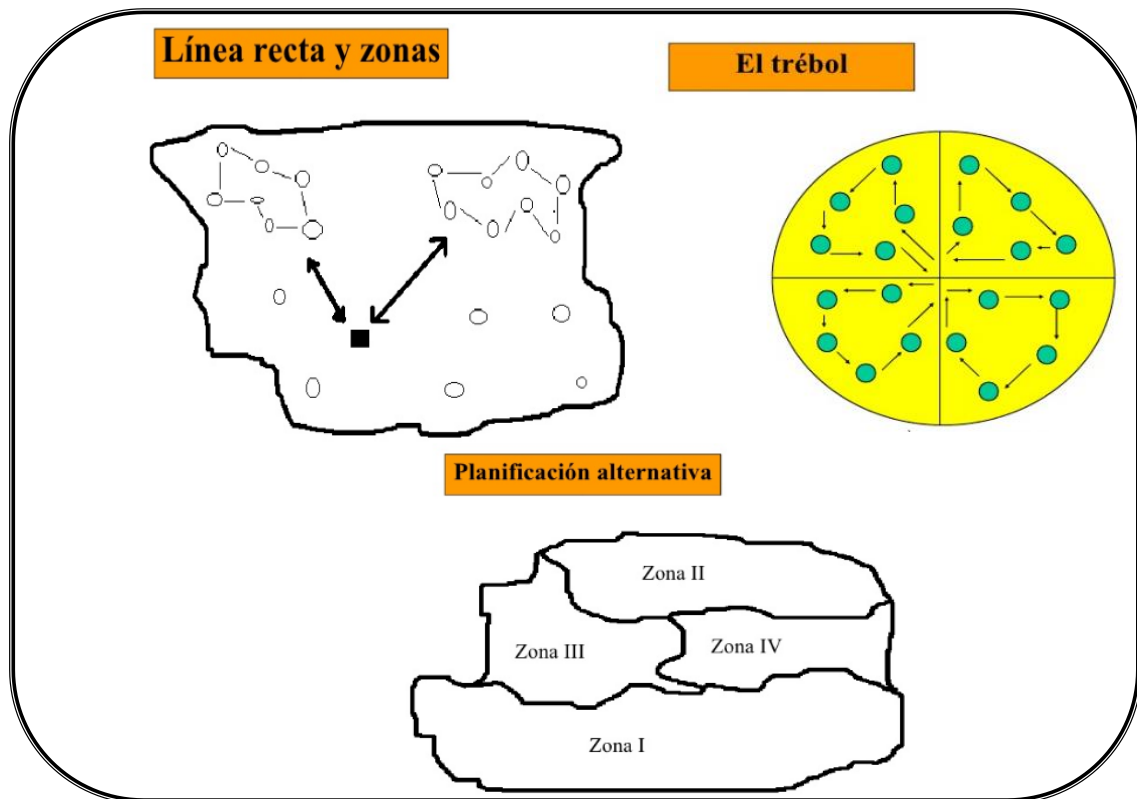 Línea recta y zonas
El trébol
Planificación alternativa
Zona II
Zona III
Zona IV
Zona I